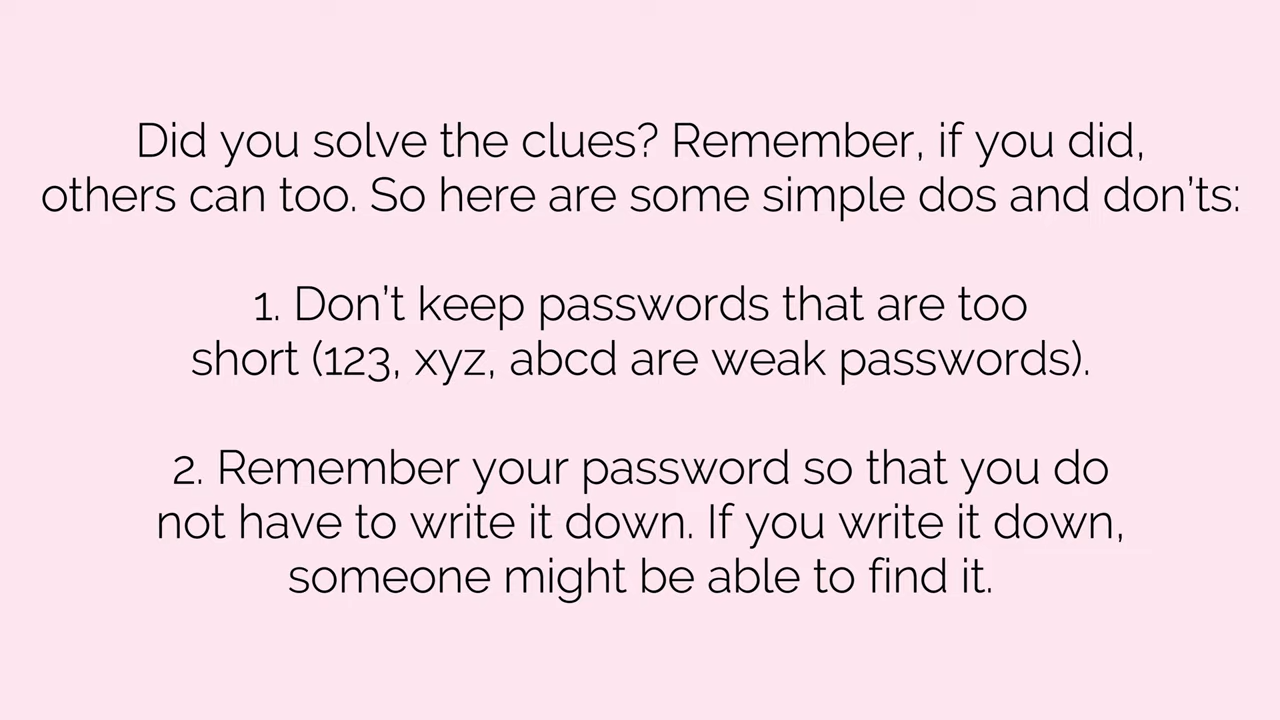 Did you solve the clues? Remember, if you did,
others can too. So here are some simple dos and don’ts:
1. Don’t keep passwords that are too
short (123, xyz, abcd are weak passwords).
2. Remember your password so that you do
not have to write it down. If you write it down,
someone might be able to find it.